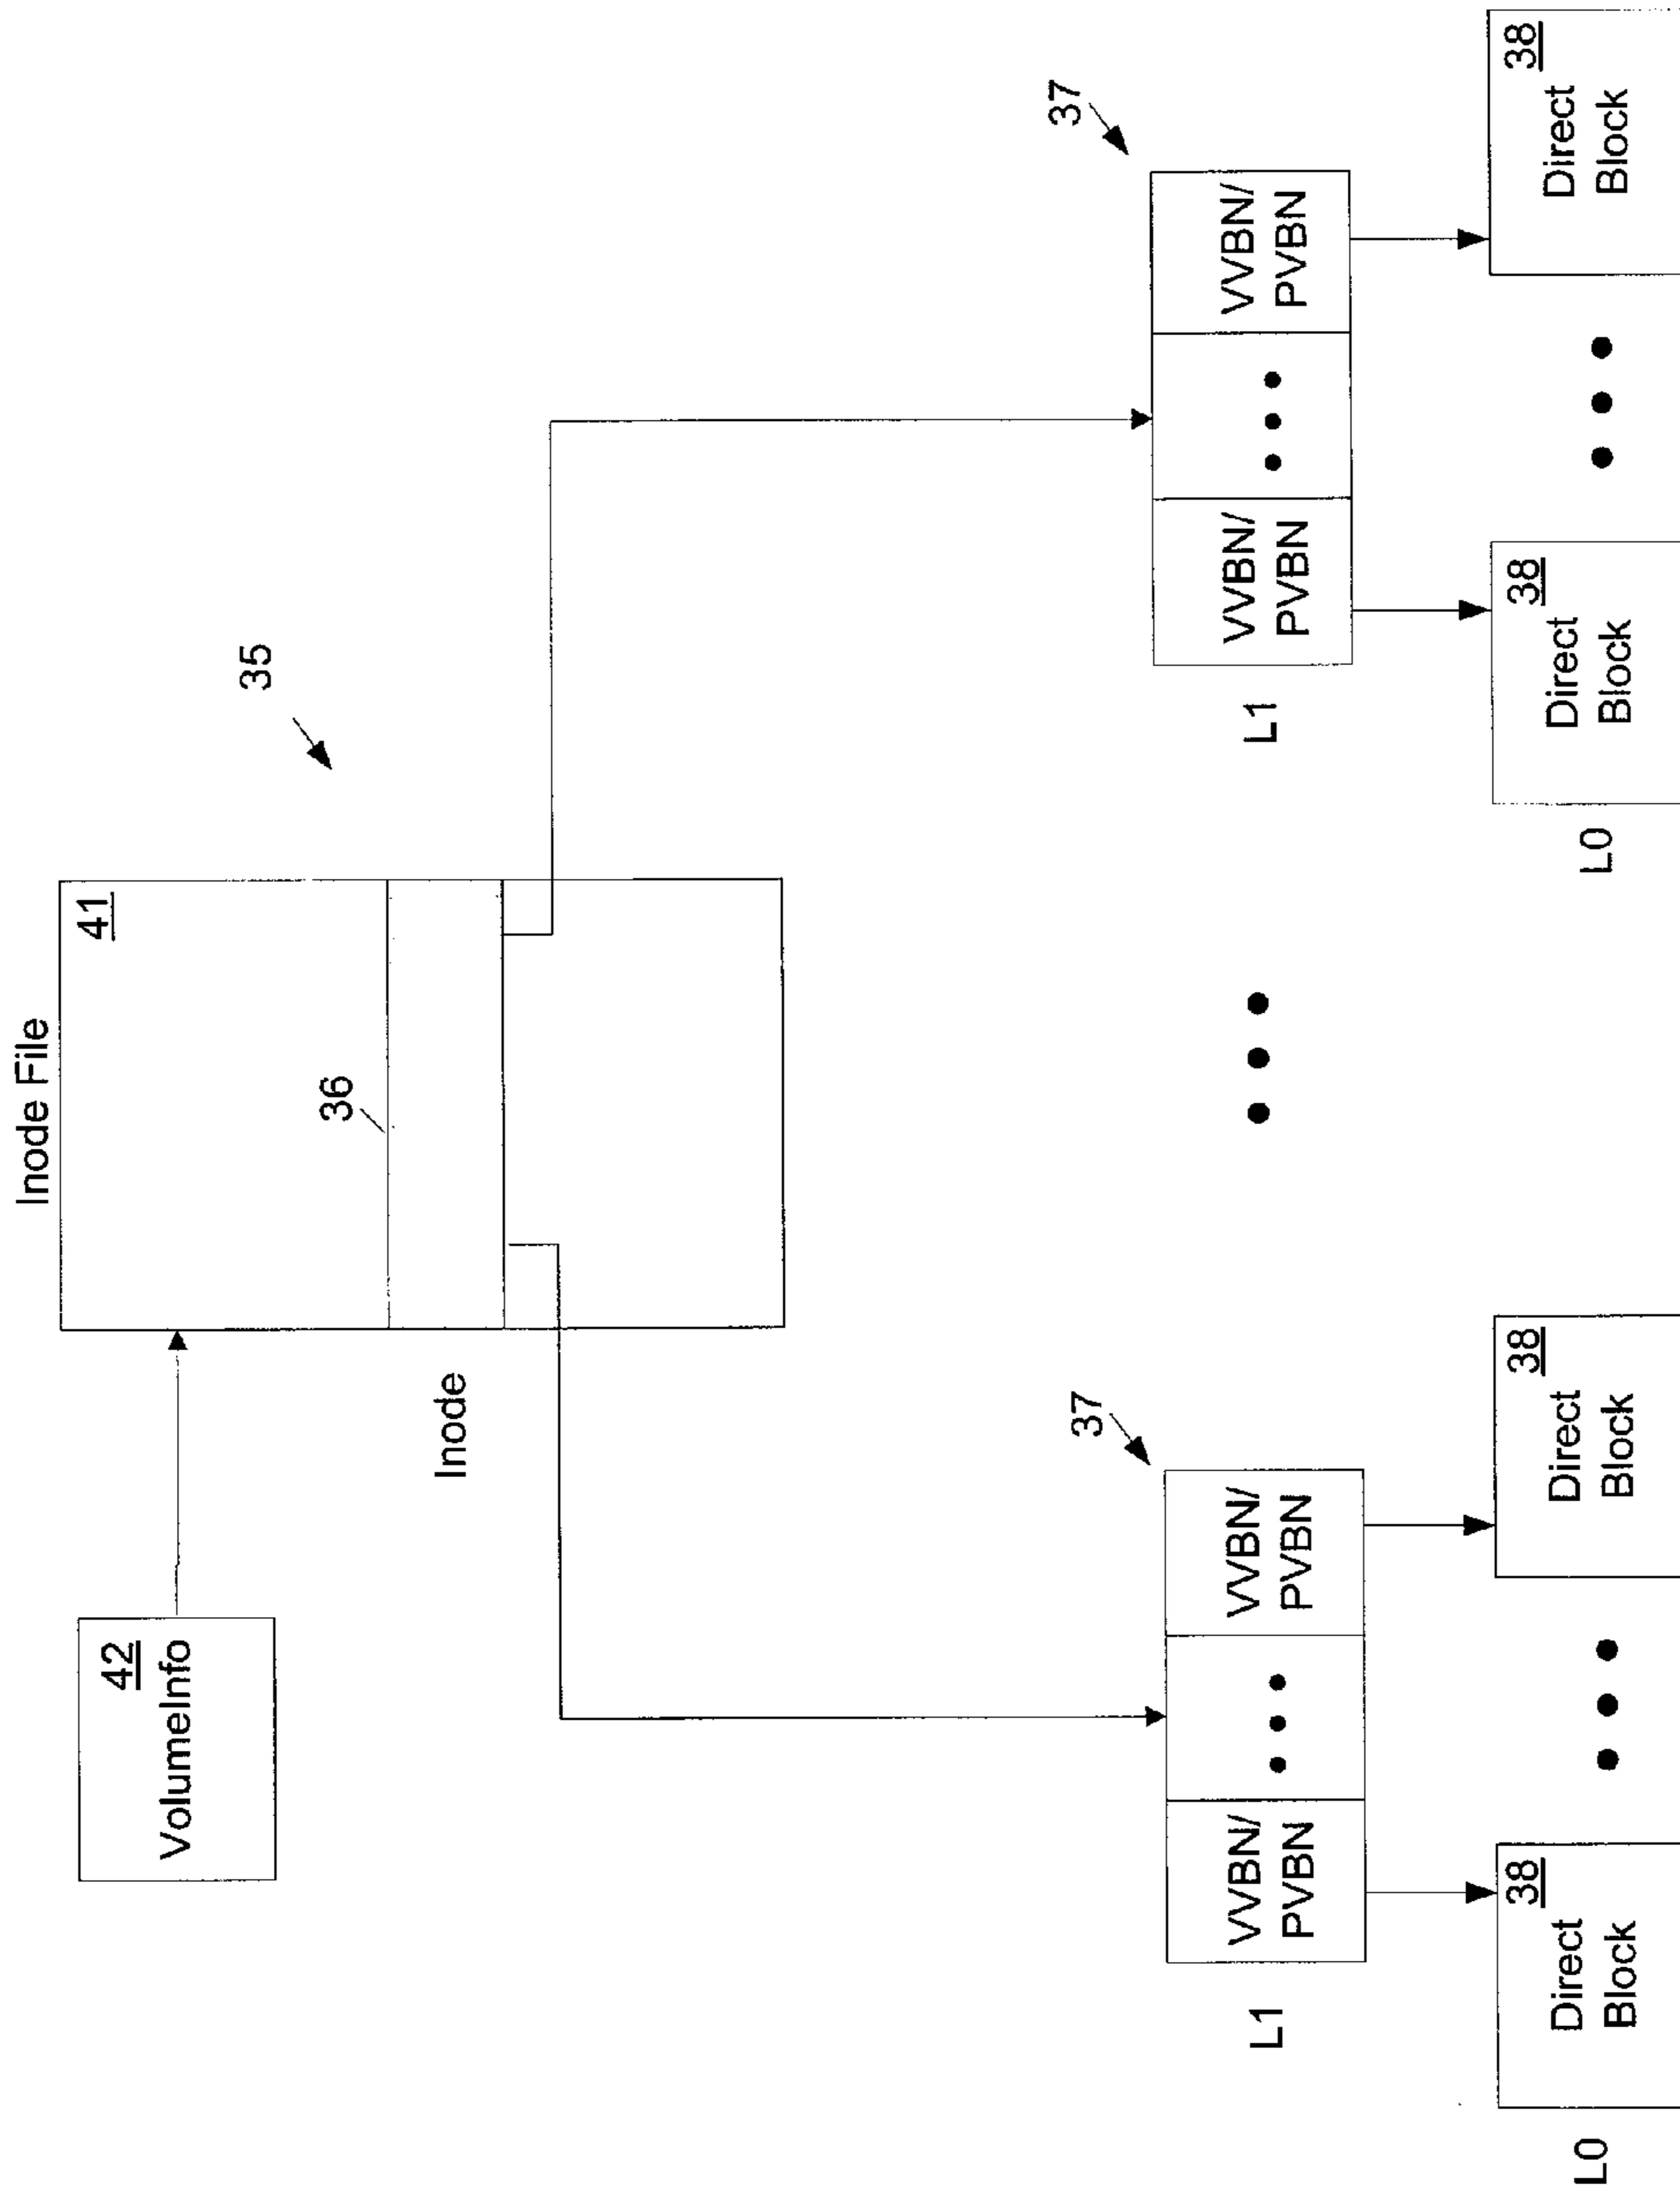 Inode File
42
VolumeInfo
41
35
36
Inode
37
37
L1
VVBN/
PVBN
VVBN/
PVBN
L1
VVBN/
PVBN
VVBN/
PVBN
L0
38
Direct
Block
38
Direct
Block
L0
38
Direct
Block
38
Direct
Block